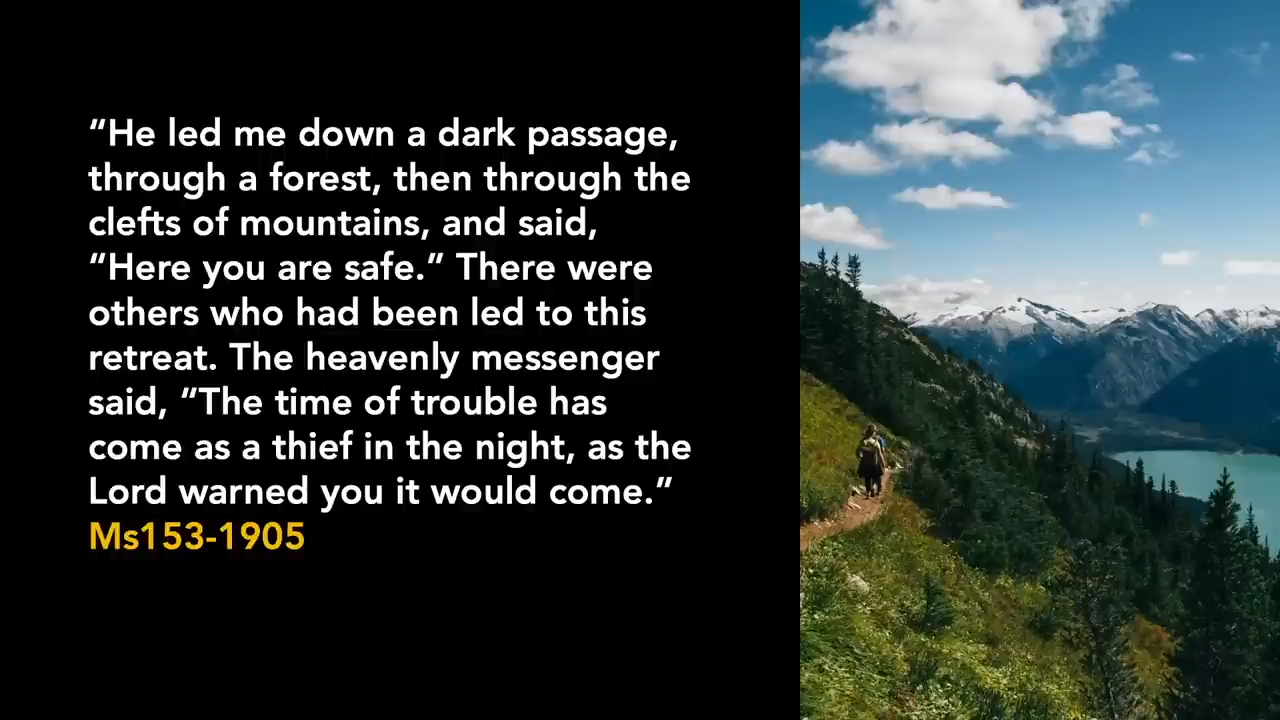 “He led me down a dark passage,
through a forest, then through the
clefts of mountains, and said,
“Here you are safe.” There were
others who had been led to this
retreat. The heavenly messenger
said, “The time of trouble has
come as a thief in the night, as the
Lord warned you it would come.”
Ms153-1905